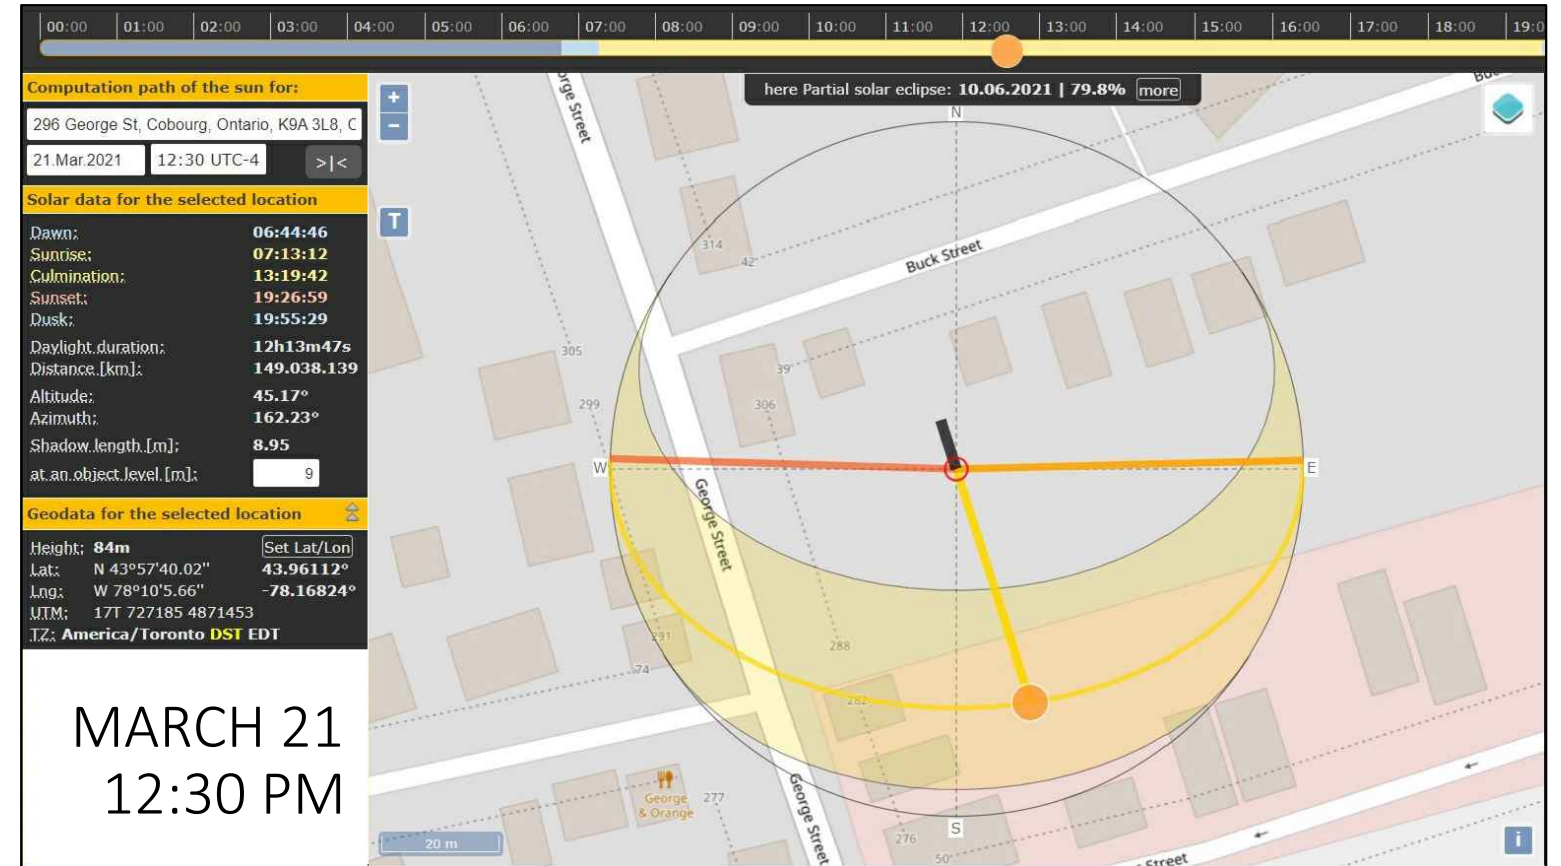 00:00 01:00 02:00 03:00 04:00 05:00 06:00 07:00 08:00 09:00 10:00 11:00 12:00 13:00 14:00 15:00 16:00 17:00 18:00 19:0
Computation path of the sun for:
296 George St, Cobourg, Ontario, K9A 3L8, C
21.Mar.2021 12:30 UTC-4 >|<
Solar data for the selected location
Dawn: 06:44:46
Sunrise: 07:13:12
Culmination: 13:19:42
Sunset: 19:26:59
Dusk: 19:55:29
Daylight duration: 12h13m47s
Distance [km]: 149.038.139
Altitude: 45.17°
Azimuth: 162.23°
Shadow length [m]: 8.95
at an object level [m]: 9
Geodata for the selected location
Height: 84m Set Lat/Lon
Lat: N 43°57'40.02" 43.96112°
Lng: W 78°10'5.66" -78.16824°
UTM: 17T 727185 4871453
TZ: America/Toronto DST EDT
MARCH 21
12:30 PM
+
−
T
here Partial solar eclipse: 10.06.2021 | 79.8% more
N
orge Street
314
42
Buck Street
305
39
299
306
W
E
George Street
291
288
74
282
George
& Orange
277
George Street
276
S
50
20 m
Street
i